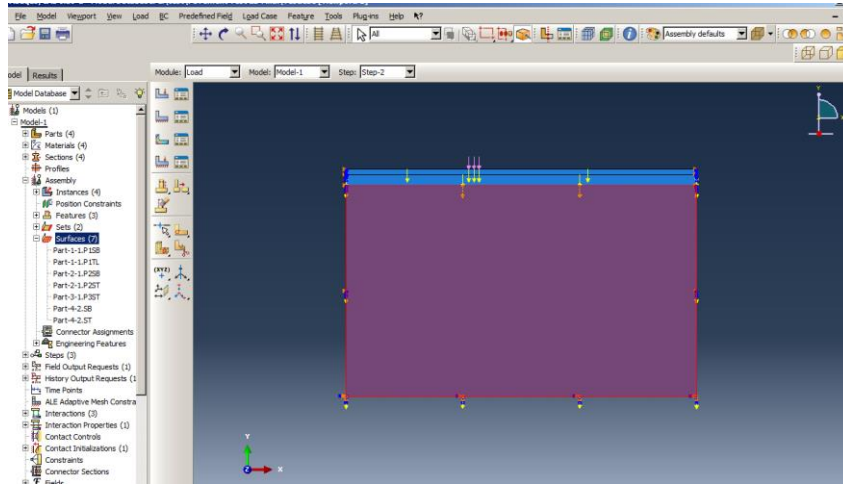 File Model Viewport View Load BC Predefined Field Load Case Feature Tools Plug-ins Help
All
Assembly defaults
Model Results
Module: Load Model: Model-1 Step: Step-2
Model Database
Models (1)
Model-1
Parts (4)
Materials (4)
Sections (4)
Profiles
Assembly
Instances (4)
Position Constraints
Features (3)
Sets (2)
Surfaces (7)
Part-1-1.P1SB
Part-1-1.P1TL
Part-2-1.P2SB
Part-2-1.P2ST
Part-3-1.P3ST
Part-4-2.SB
Part-4-2.ST
Connector Assignments
Engineering Features
Steps (3)
Field Output Requests (1)
History Output Requests (1
Time Points
ALE Adaptive Mesh Constra
Interactions (3)
Interaction Properties (1)
Contact Controls
Contact Initializations (1)
Constraints
Connector Sections
Fields
(XYZ)
Y
Y
Z
X